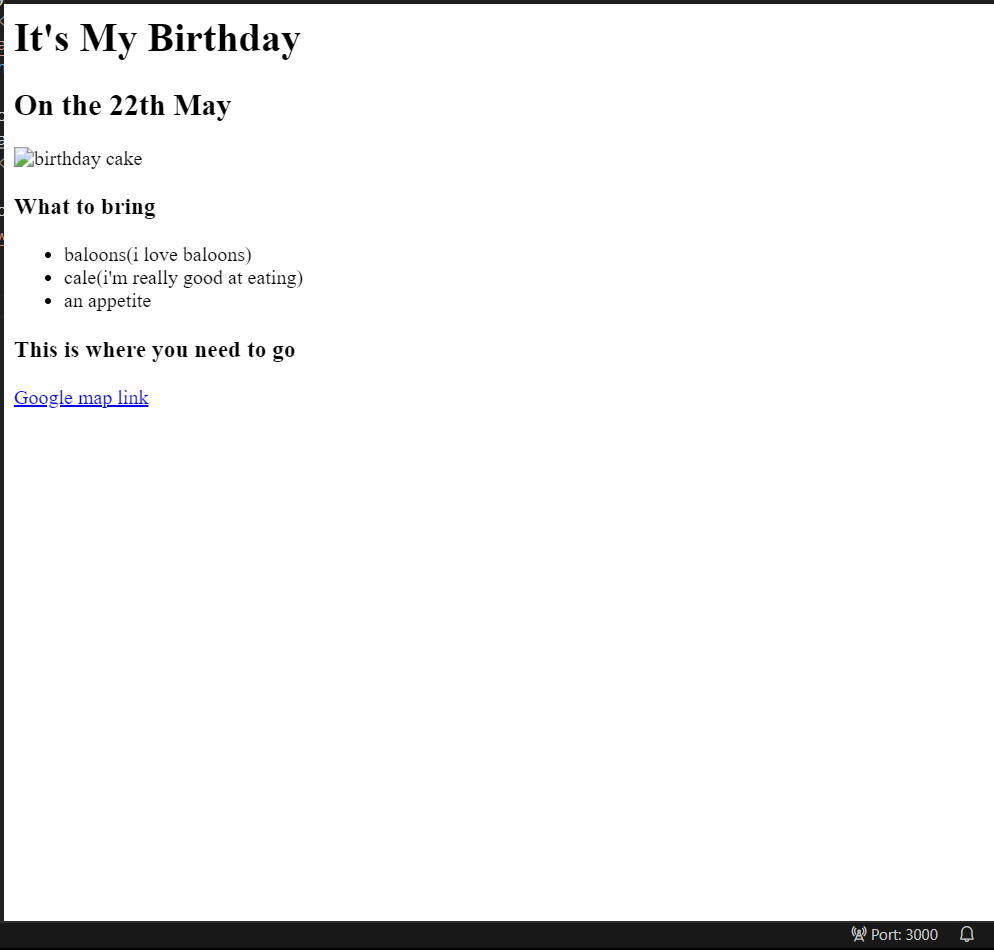 It's My Birthday
On the 22th May
birthday cake
What to bring
baloons(i love baloons)
cale(i'm really good at eating)
an appetite
This is where you need to go
Google map link
Port: 3000